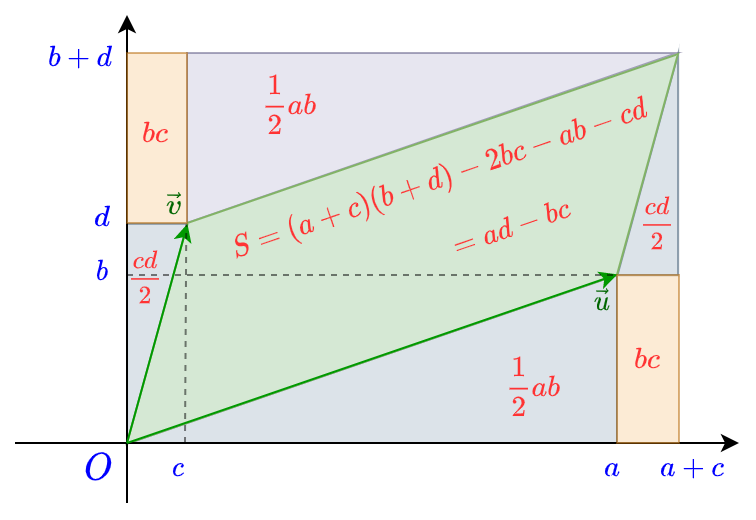 b + d
1/2 ab
bc
S = (a + c)(b + d) − 2bc − ab − cd
v⃗
d
cd/2
= ad − bc
b
cd/2
u⃗
1/2 ab
bc
O
c
a
a + c